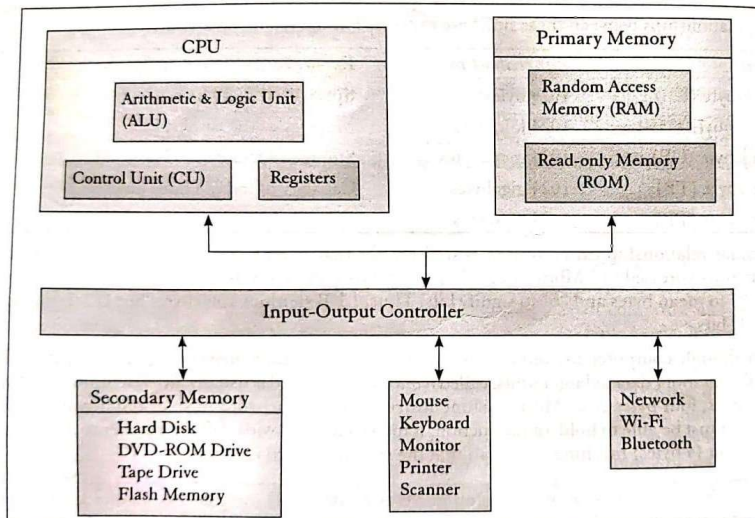 CPU
Arithmetic & Logic Unit
(ALU)
Control Unit (CU)
Registers
Primary Memory
Random Access
Memory (RAM)
Read-only Memory
(ROM)
Input-Output Controller
Secondary Memory
Hard Disk
DVD-ROM Drive
Tape Drive
Flash Memory
Mouse
Keyboard
Monitor
Printer
Scanner
Network
Wi-Fi
Bluetooth